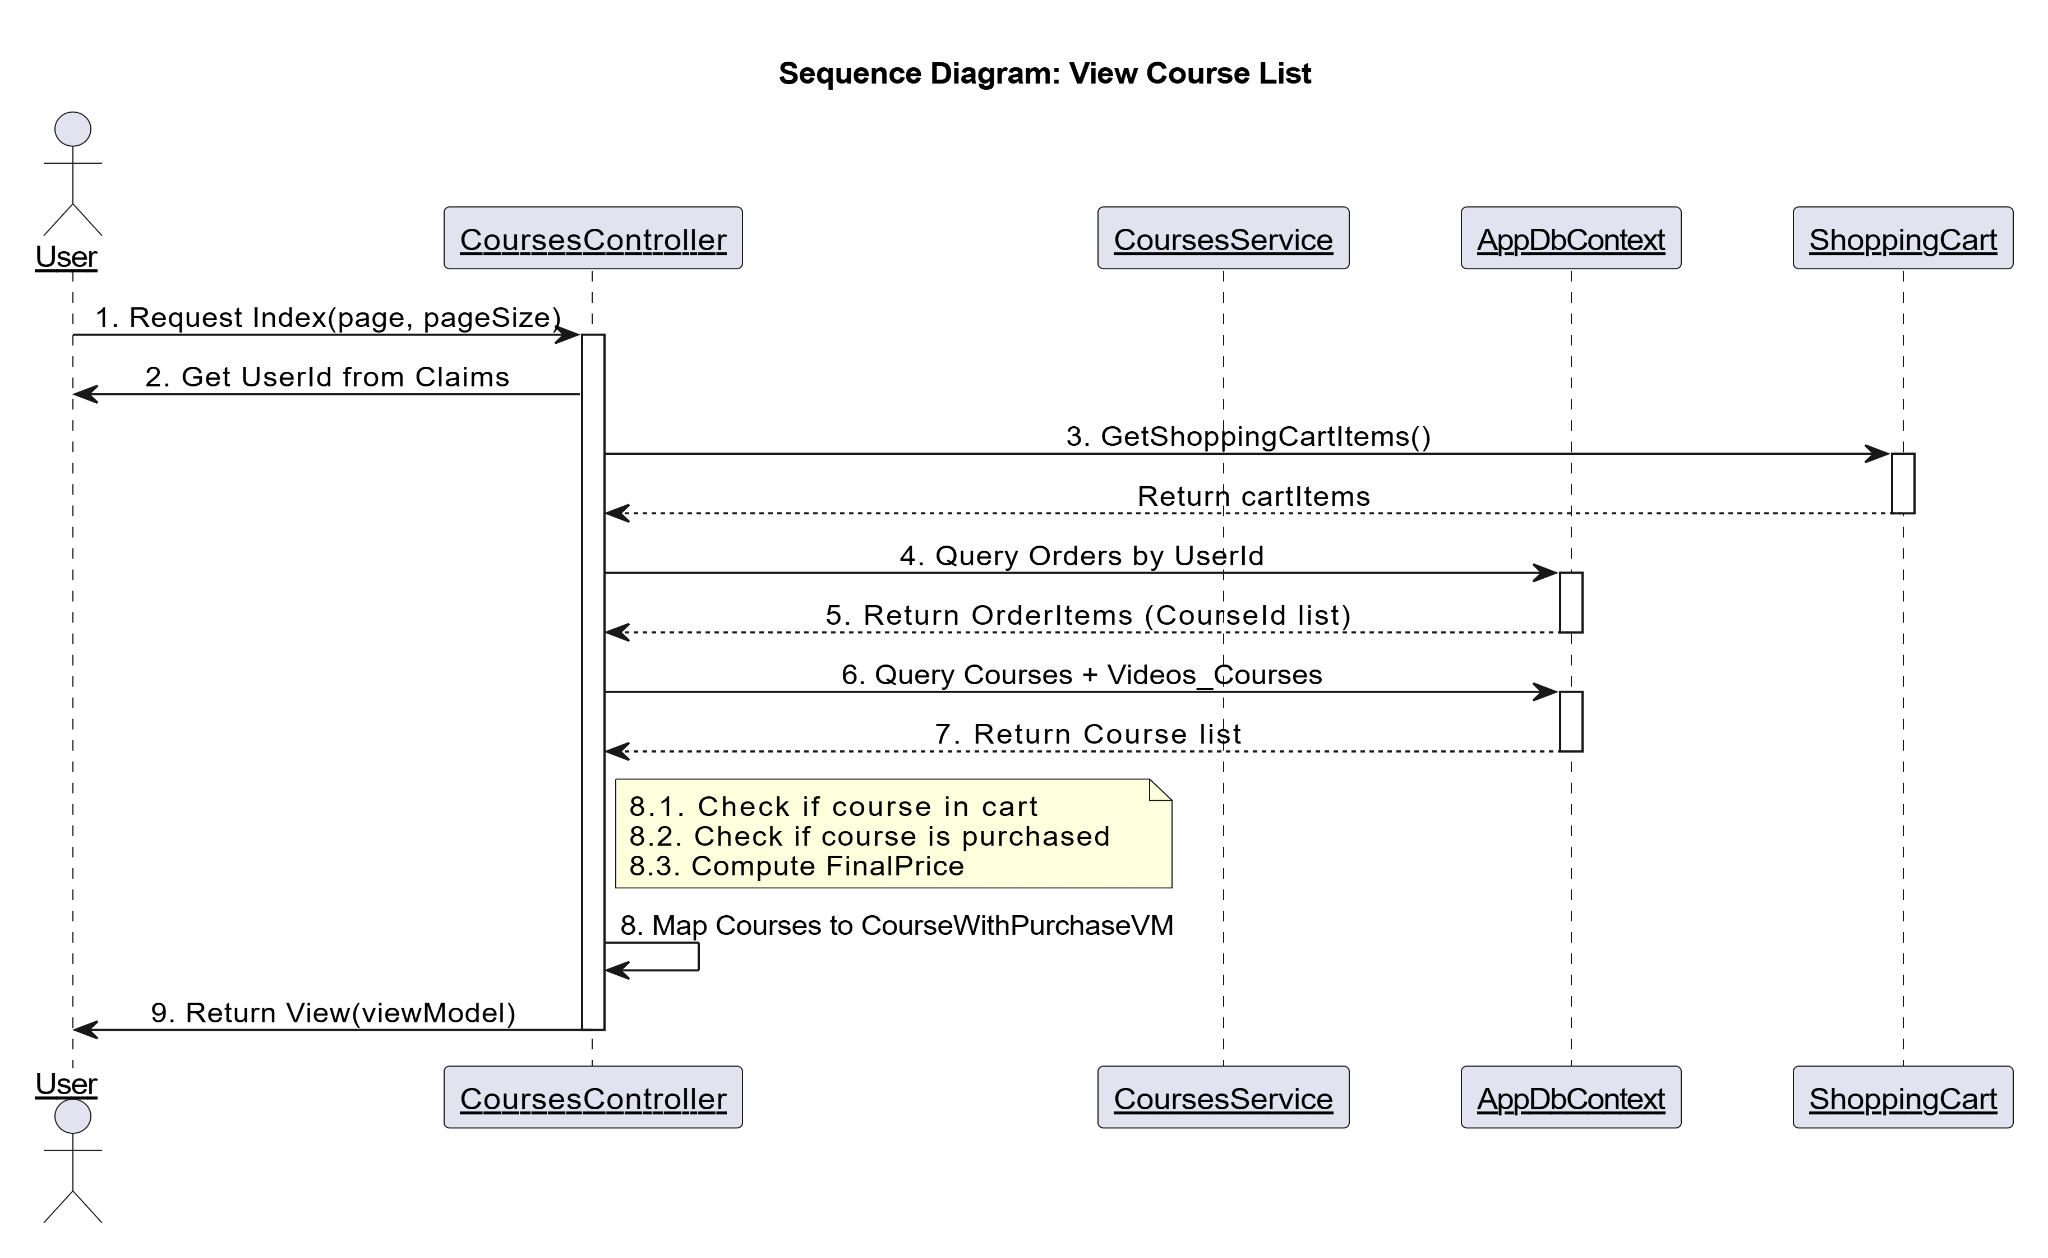 Sequence Diagram: View Course List
User
CoursesController
CoursesService
AppDbContext
ShoppingCart
1. Request Index(page, pageSize)
2. Get UserId from Claims
3. GetShoppingCartItems()
Return cartItems
4. Query Orders by UserId
5. Return OrderItems (CourseId list)
6. Query Courses + Videos_Courses
7. Return Course list
8.1. Check if course in cart
8.2. Check if course is purchased
8.3. Compute FinalPrice
8. Map Courses to CourseWithPurchaseVM
9. Return View(viewModel)
User
CoursesController
CoursesService
AppDbContext
ShoppingCart